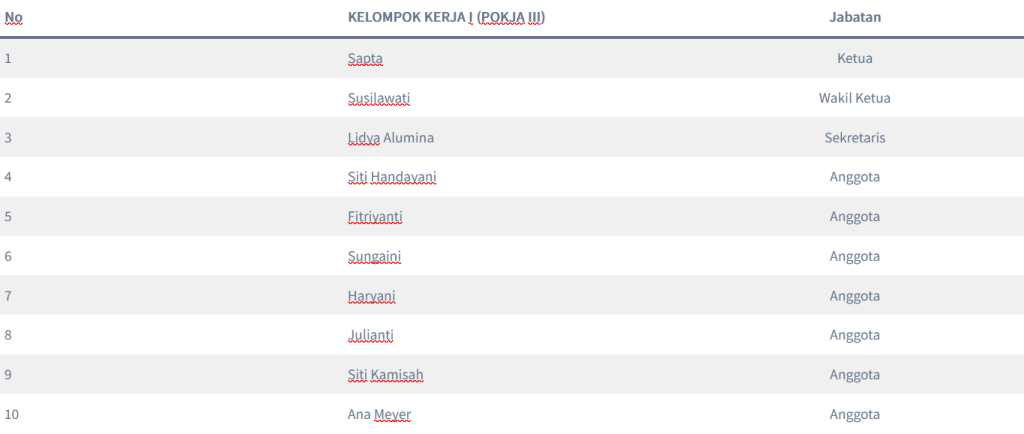 No KELOMPOK KERJA I (POKJA III) Jabatan
1 Sapta Ketua
2 Susilawati Wakil Ketua
3 Lidya Alumina Sekretaris
4 Siti Handayani Anggota
5 Fitriyanti Anggota
6 Sungaini Anggota
7 Haryani Anggota
8 Julianti Anggota
9 Siti Kamisah Anggota
10 Ana Meyer Anggota